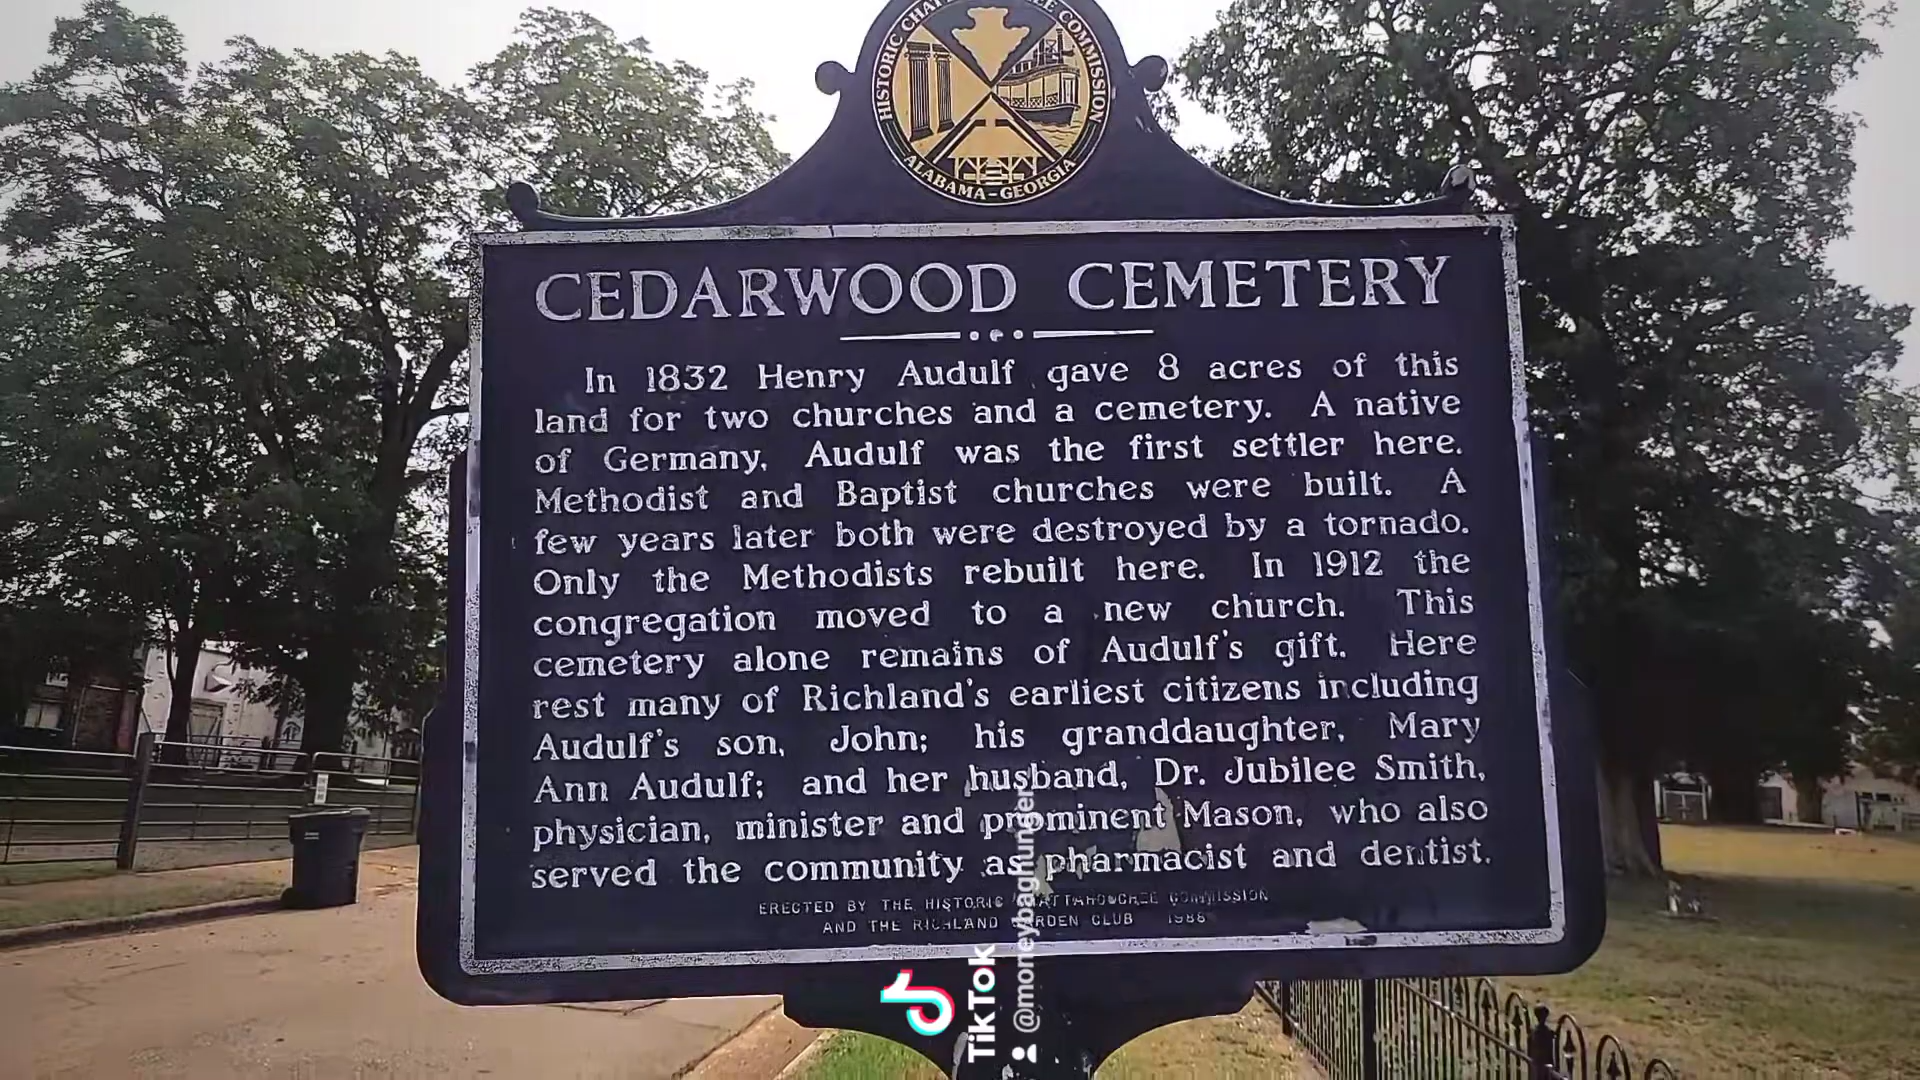 HISTORIC CHATTAHOOCHEE COMMISSION
ALABAMA-GEORGIA
CEDARWOOD CEMETERY
In 1832 Henry Audulf gave 8 acres of this
land for two churches and a cemetery. A native
of Germany, Audulf was the first settler here.
Methodist and Baptist churches were built. A
few years later both were destroyed by a tornado.
Only the Methodists rebuilt here. In 1912 the
congregation moved to a new church. This
cemetery alone remains of Audulf's gift. Here
rest many of Richland's earliest citizens including
Audulf's son, John; his granddaughter, Mary
Ann Audulf; and her husband, Dr. Jubilee Smith,
physician, minister and prominent Mason, who also
served the community as pharmacist and dentist.
ERECTED BY THE HISTORIC CHATTAHOOCHEE COMMISSION
AND THE RICHLAND GARDEN CLUB 1988
TikTok
@moneybaghunger